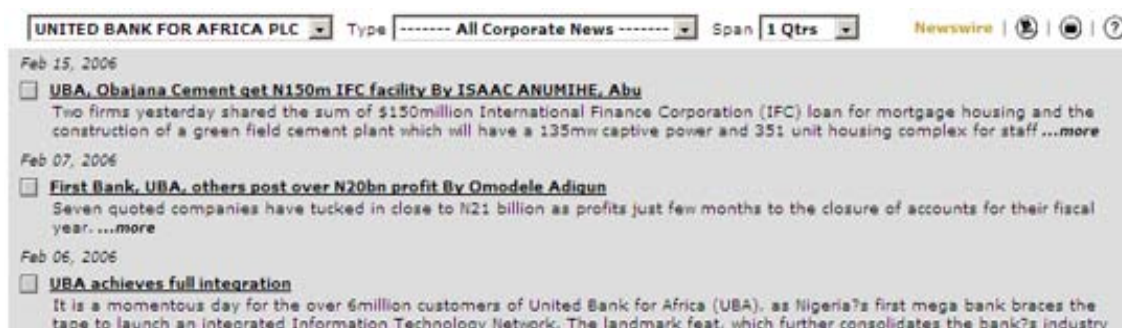 UNITED BANK FOR AFRICA PLC Type ------- All Corporate News ------- Span 1 Qtrs Newswire | | | ?
Feb 15, 2006
UBA, Obajana Cement get N150m IFC facility By ISAAC ANUMIHE, Abu
Two firms yesterday shared the sum of $150million International Finance Corporation (IFC) loan for mortgage housing and the
construction of a green field cement plant which will have a 135mw captive power and 351 unit housing complex for staff ...more
Feb 07, 2006
First Bank, UBA, others post over N20bn profit By Omodele Adigun
Seven quoted companies have tucked in close to N21 billion as profits just few months to the closure of accounts for their fiscal
year. ...more
Feb 06, 2006
UBA achieves full integration
It is a momentous day for the over 6million customers of United Bank for Africa (UBA), as Nigeria?s first mega bank braces the
tape to launch an integrated Information Technology Network. The landmark feat, which further consolidates the bank?s industry